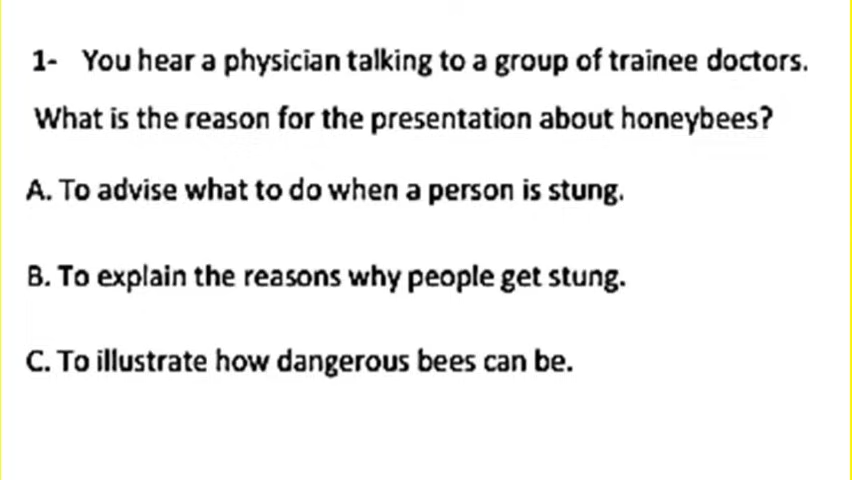 1- You hear a physician talking to a group of trainee doctors.
What is the reason for the presentation about honeybees?
A. To advise what to do when a person is stung.
B. To explain the reasons why people get stung.
C. To illustrate how dangerous bees can be.